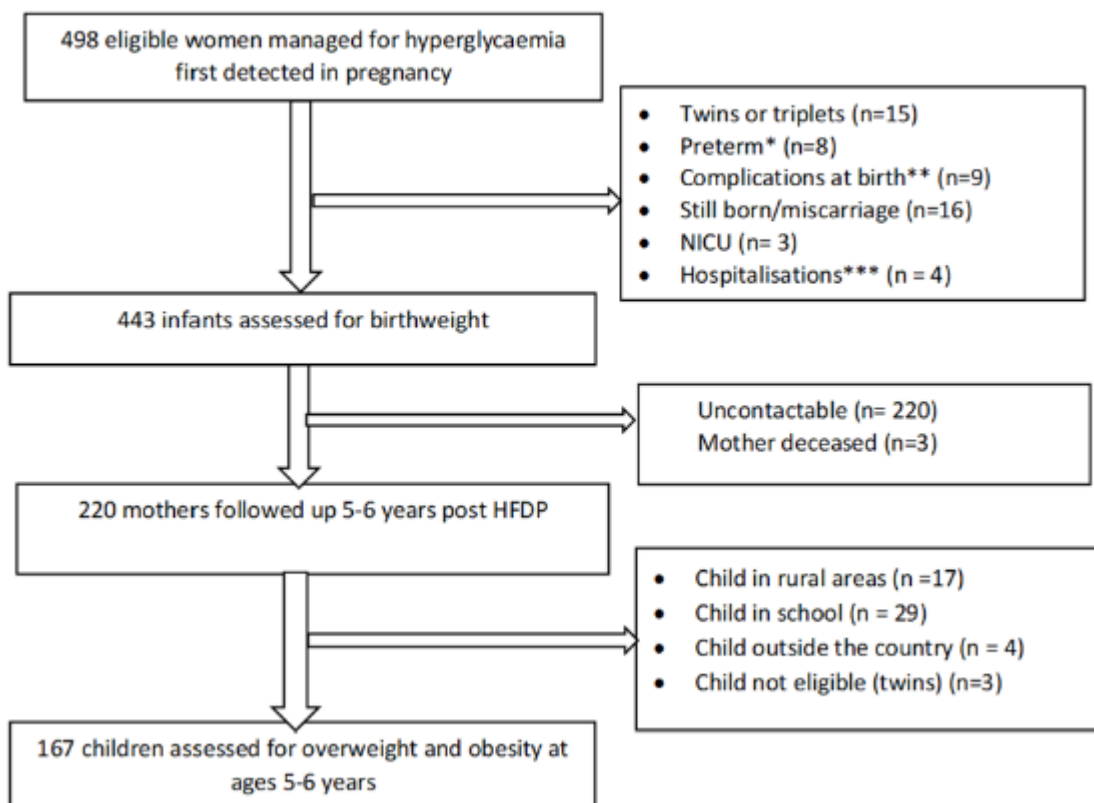 498 eligible women managed for hyperglycaemia
first detected in pregnancy
• Twins or triplets (n=15)
• Preterm* (n=8)
• Complications at birth** (n=9)
• Still born/miscarriage (n=16)
• NICU (n= 3)
• Hospitalisations*** (n = 4)
443 infants assessed for birthweight
Uncontactable (n= 220)
Mother deceased (n=3)
220 mothers followed up 5-6 years post HFDP
• Child in rural areas (n =17)
• Child in school (n = 29)
• Child outside the country (n = 4)
• Child not eligible (twins) (n=3)
167 children assessed for overweight and obesity at
ages 5-6 years